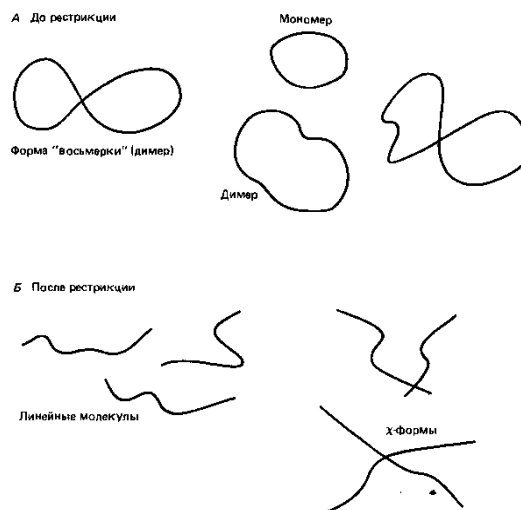 А До рестрикции
Мономер
Форма "восьмерки" (димер)
Димер
Б После рестрикции
Линейные молекулы
χ-формы